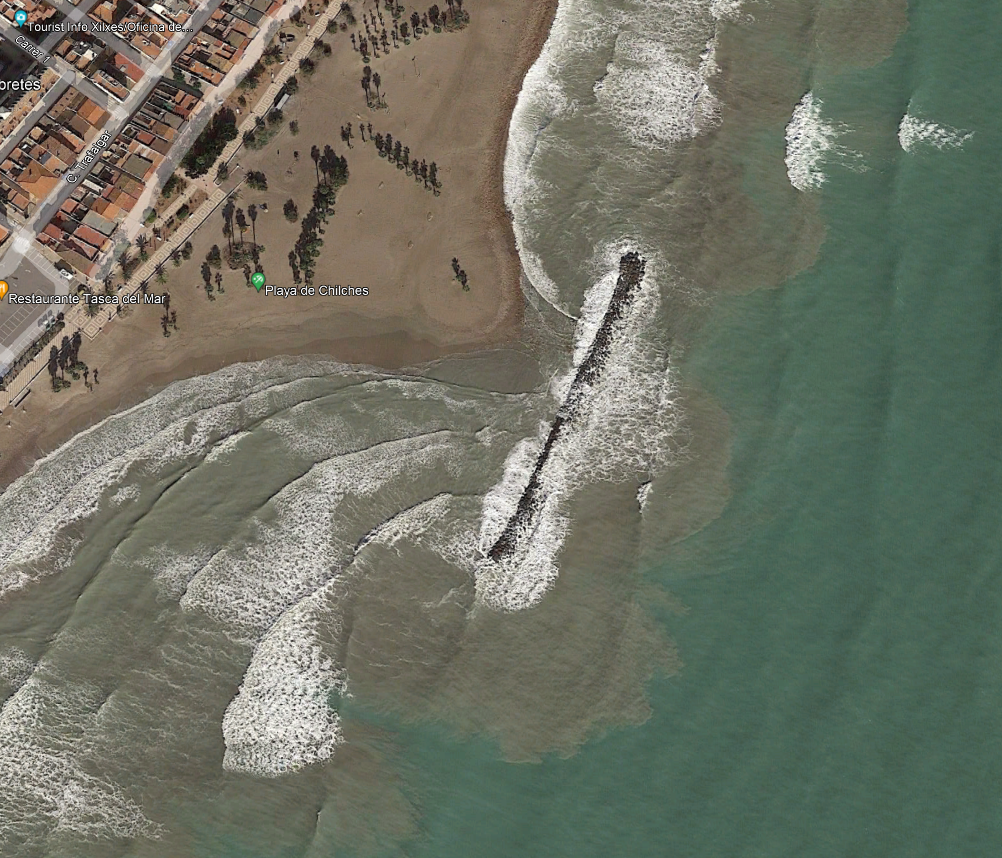 Tourist Info Xilxes/Oficina de...
Carrer 1
oretes
C. Trafalgar
Playa de Chilches
Restaurante Tasca del Mar